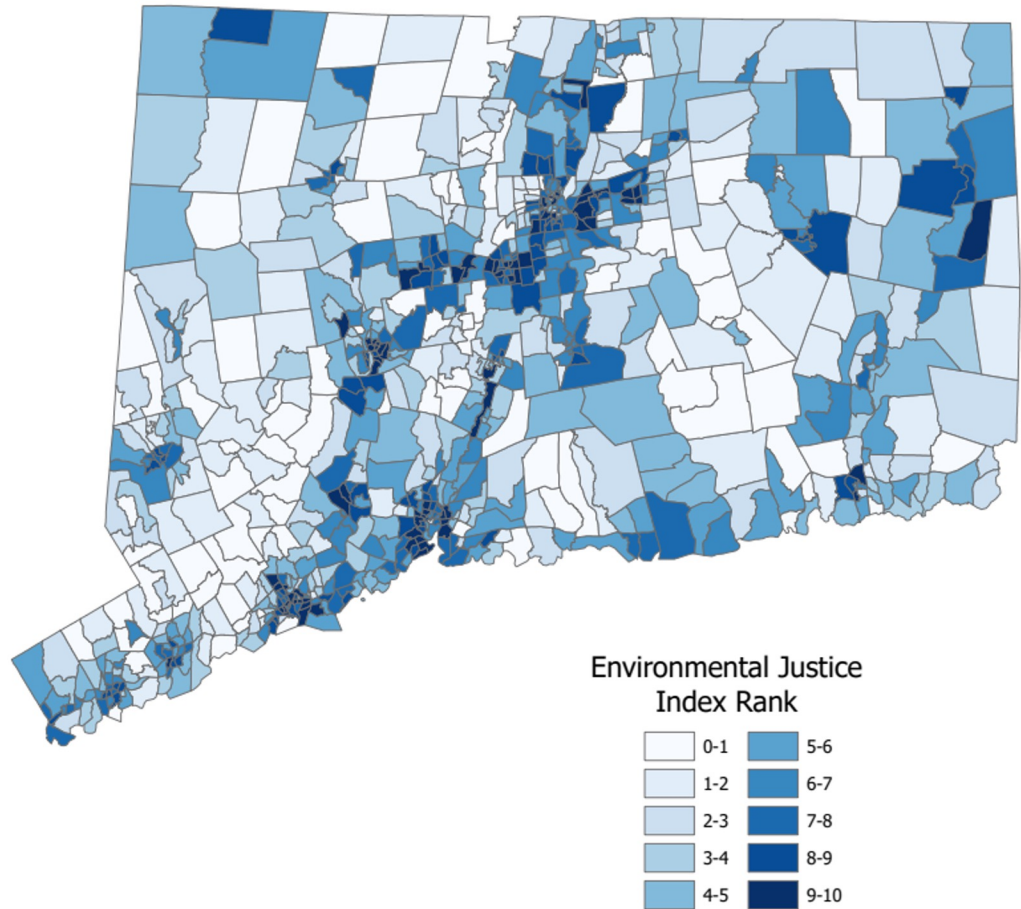 Environmental Justice
Index Rank
0-1 5-6
1-2 6-7
2-3 7-8
3-4 8-9
4-5 9-10